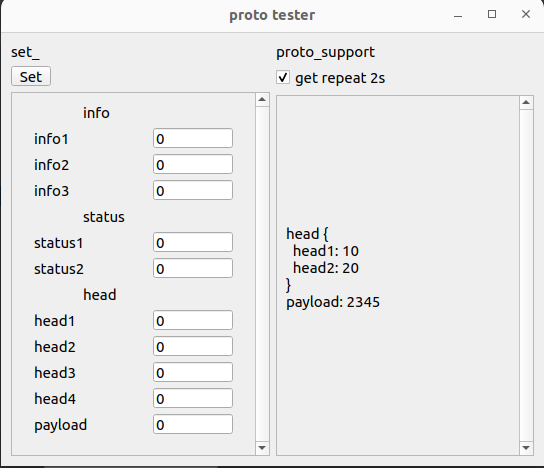 proto tester
set_
Set
info
info1 0
info2 0
info3 0
status
status1 0
status2 0
head
head1 0
head2 0
head3 0
head4 0
payload 0
proto_support
get repeat 2s
head {
  head1: 10
  head2: 20
}
payload: 2345